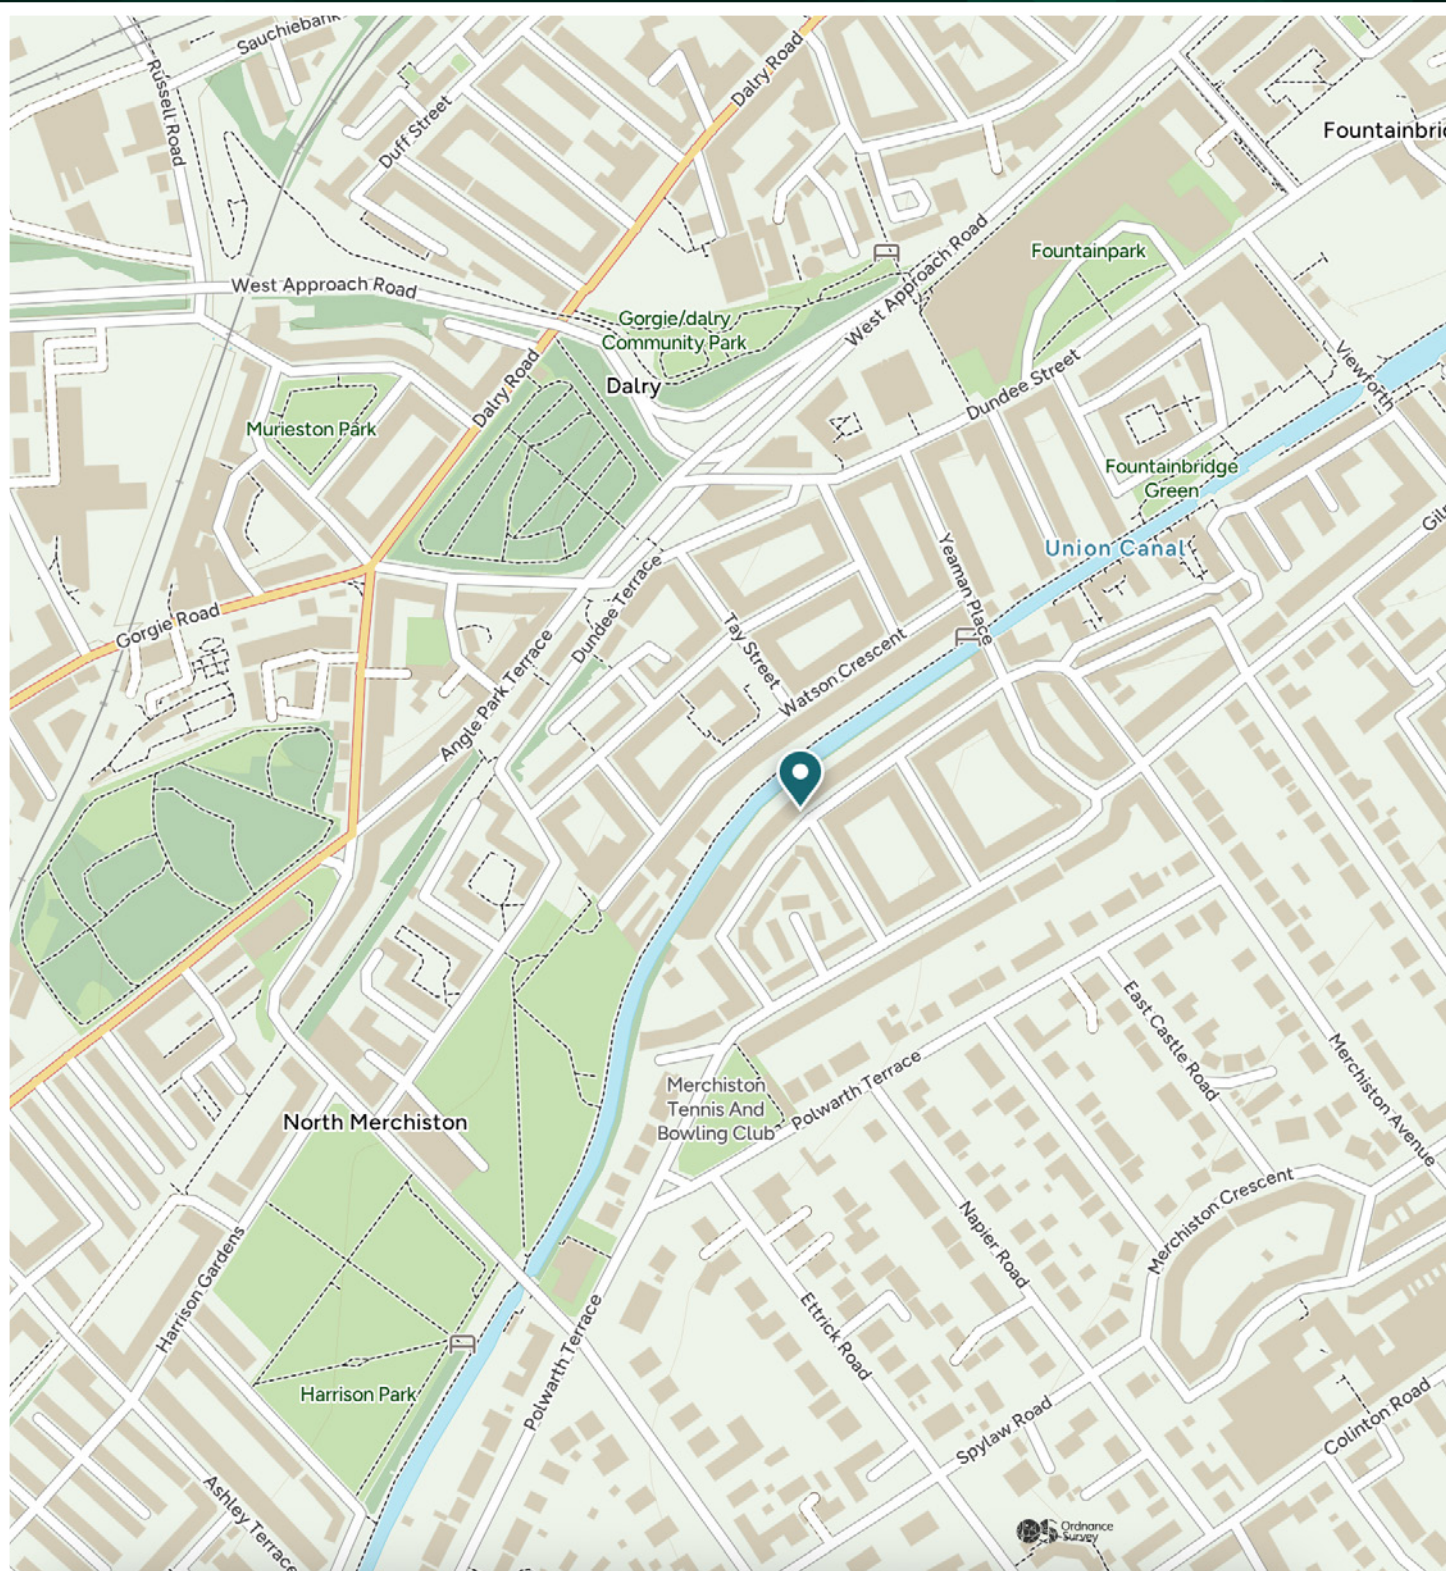 Sauchiebank
Russell Road
Dalry Road
Duff Street
Fountainbri
West Approach Road
Fountainpark
West Approach Road
Gorgie/dalry
Community Park
Dalry
Viewforth
Dalry Road
Dundee Street
Murieston Park
Fountainbridge
Green
Gil
Union Canal
Yeaman Place
Gorgie Road
Dundee Terrace
Tay Street
Watson Crescent
Angle Park Terrace
East Castle Road
Merchiston Avenue
Merchiston
Tennis And
Bowling Club
Polwarth Terrace
North Merchiston
Merchiston Crescent
Napier Road
Harrison Gardens
Ettrick Road
Polwarth Terrace
Harrison Park
Spylaw Road
Colinton Road
Ashley Terrace
OS
Ordnance
Survey